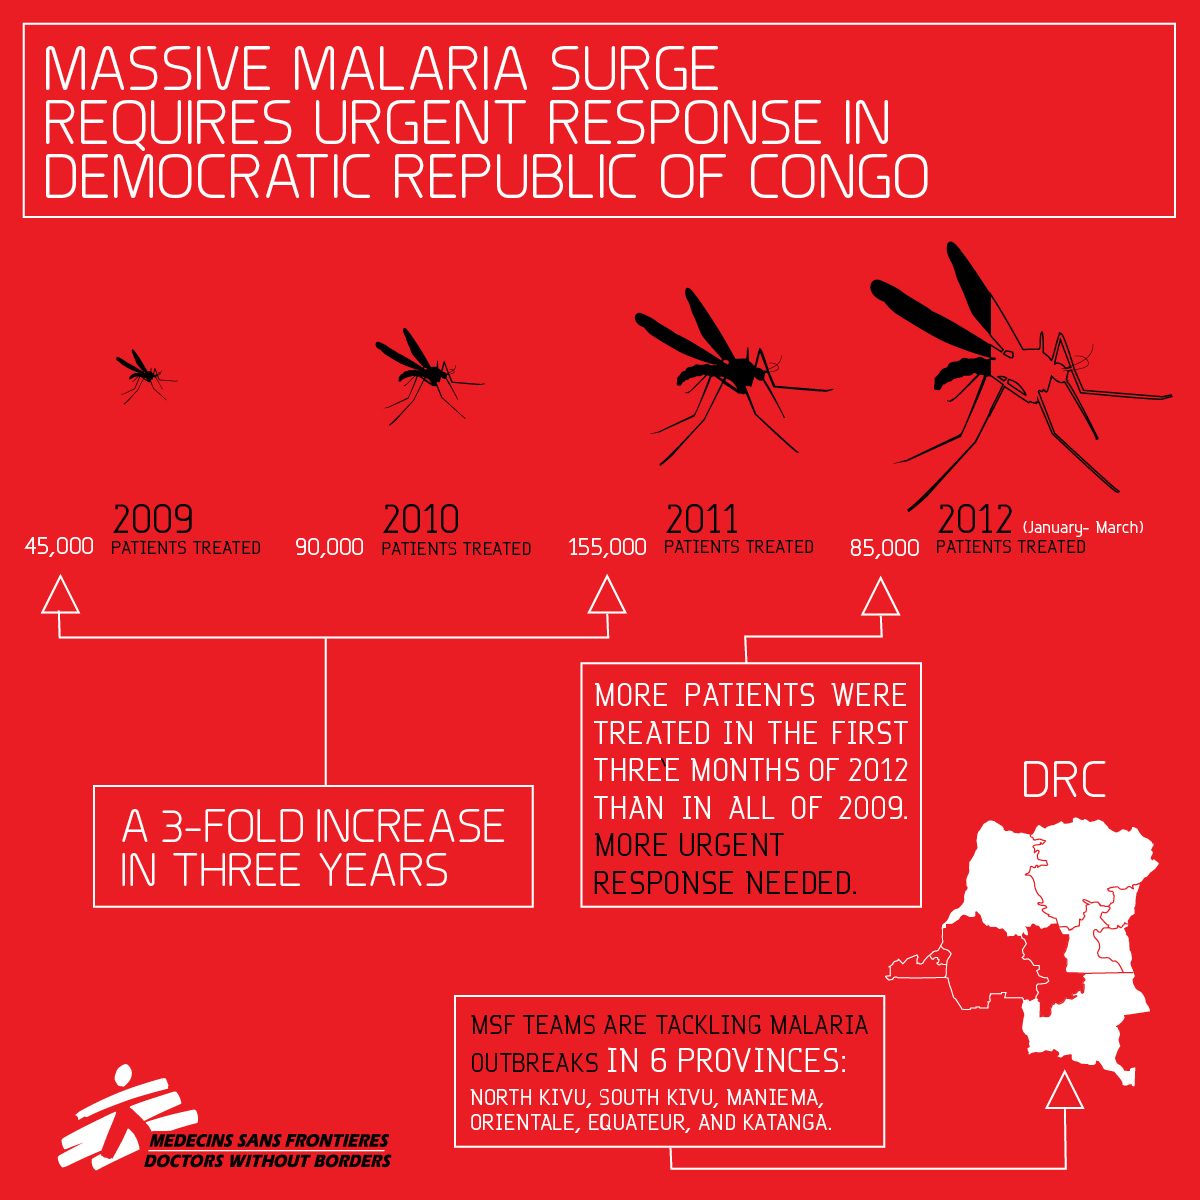 MASSIVE MALARIA SURGE
REQUIRES URGENT RESPONSE IN
DEMOCRATIC REPUBLIC OF CONGO
45,000
2009
PATIENTS TREATED
90,000
2010
PATIENTS TREATED
155,000
2011
PATIENTS TREATED
85,000
2012 (January- March)
PATIENTS TREATED
A 3-FOLD INCREASE
IN THREE YEARS
MORE PATIENTS WERE
TREATED IN THE FIRST
THREE MONTHS OF 2012
THAN IN ALL OF 2009.
MORE URGENT
RESPONSE NEEDED.
DRC
MSF TEAMS ARE TACKLING MALARIA
OUTBREAKS IN 6 PROVINCES:
NORTH KIVU, SOUTH KIVU, MANIEMA,
ORIENTALE, EQUATEUR, AND KATANGA.
MEDECINS SANS FRONTIERES
DOCTORS WITHOUT BORDERS